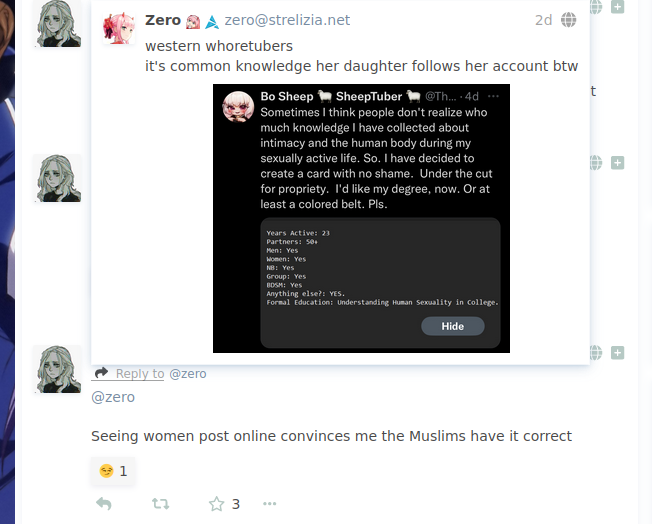 Zero zero@strelizia.net 2d
western whoretubers
it's common knowledge her daughter follows her account btw
t
Bo Sheep 🐑 SheepTuber 🐑 @Th... · 4d ···
Sometimes I think people don't realize who
much knowledge I have collected about
intimacy and the human body during my
sexually active life. So. I have decided to
create a card with no shame.  Under the cut
for propriety.  I'd like my degree, now. Or at
least a colored belt. Pls.
Years Active: 23
Partners: 50+
Men: Yes
Women: Yes
NB: Yes
Group: Yes
BDSM: Yes
Anything else?: YES.
Formal Education: Understanding Human Sexuality in College.
Hide
Reply to @zero
@zero
Seeing women post online convinces me the Muslims have it correct
😏 1
3